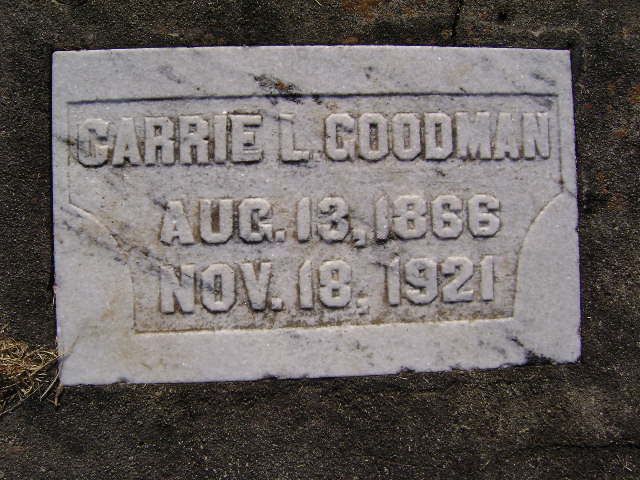 CARRIE L. GOODMAN
AUG. 13, 1866
NOV. 18, 1921